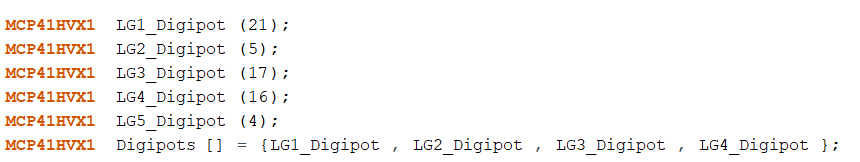 MCP41HVX1 LG1_Digipot (21);
MCP41HVX1 LG2_Digipot (5);
MCP41HVX1 LG3_Digipot (17);
MCP41HVX1 LG4_Digipot (16);
MCP41HVX1 LG5_Digipot (4);
MCP41HVX1 Digipots [] = {LG1_Digipot , LG2_Digipot , LG3_Digipot , LG4_Digipot };